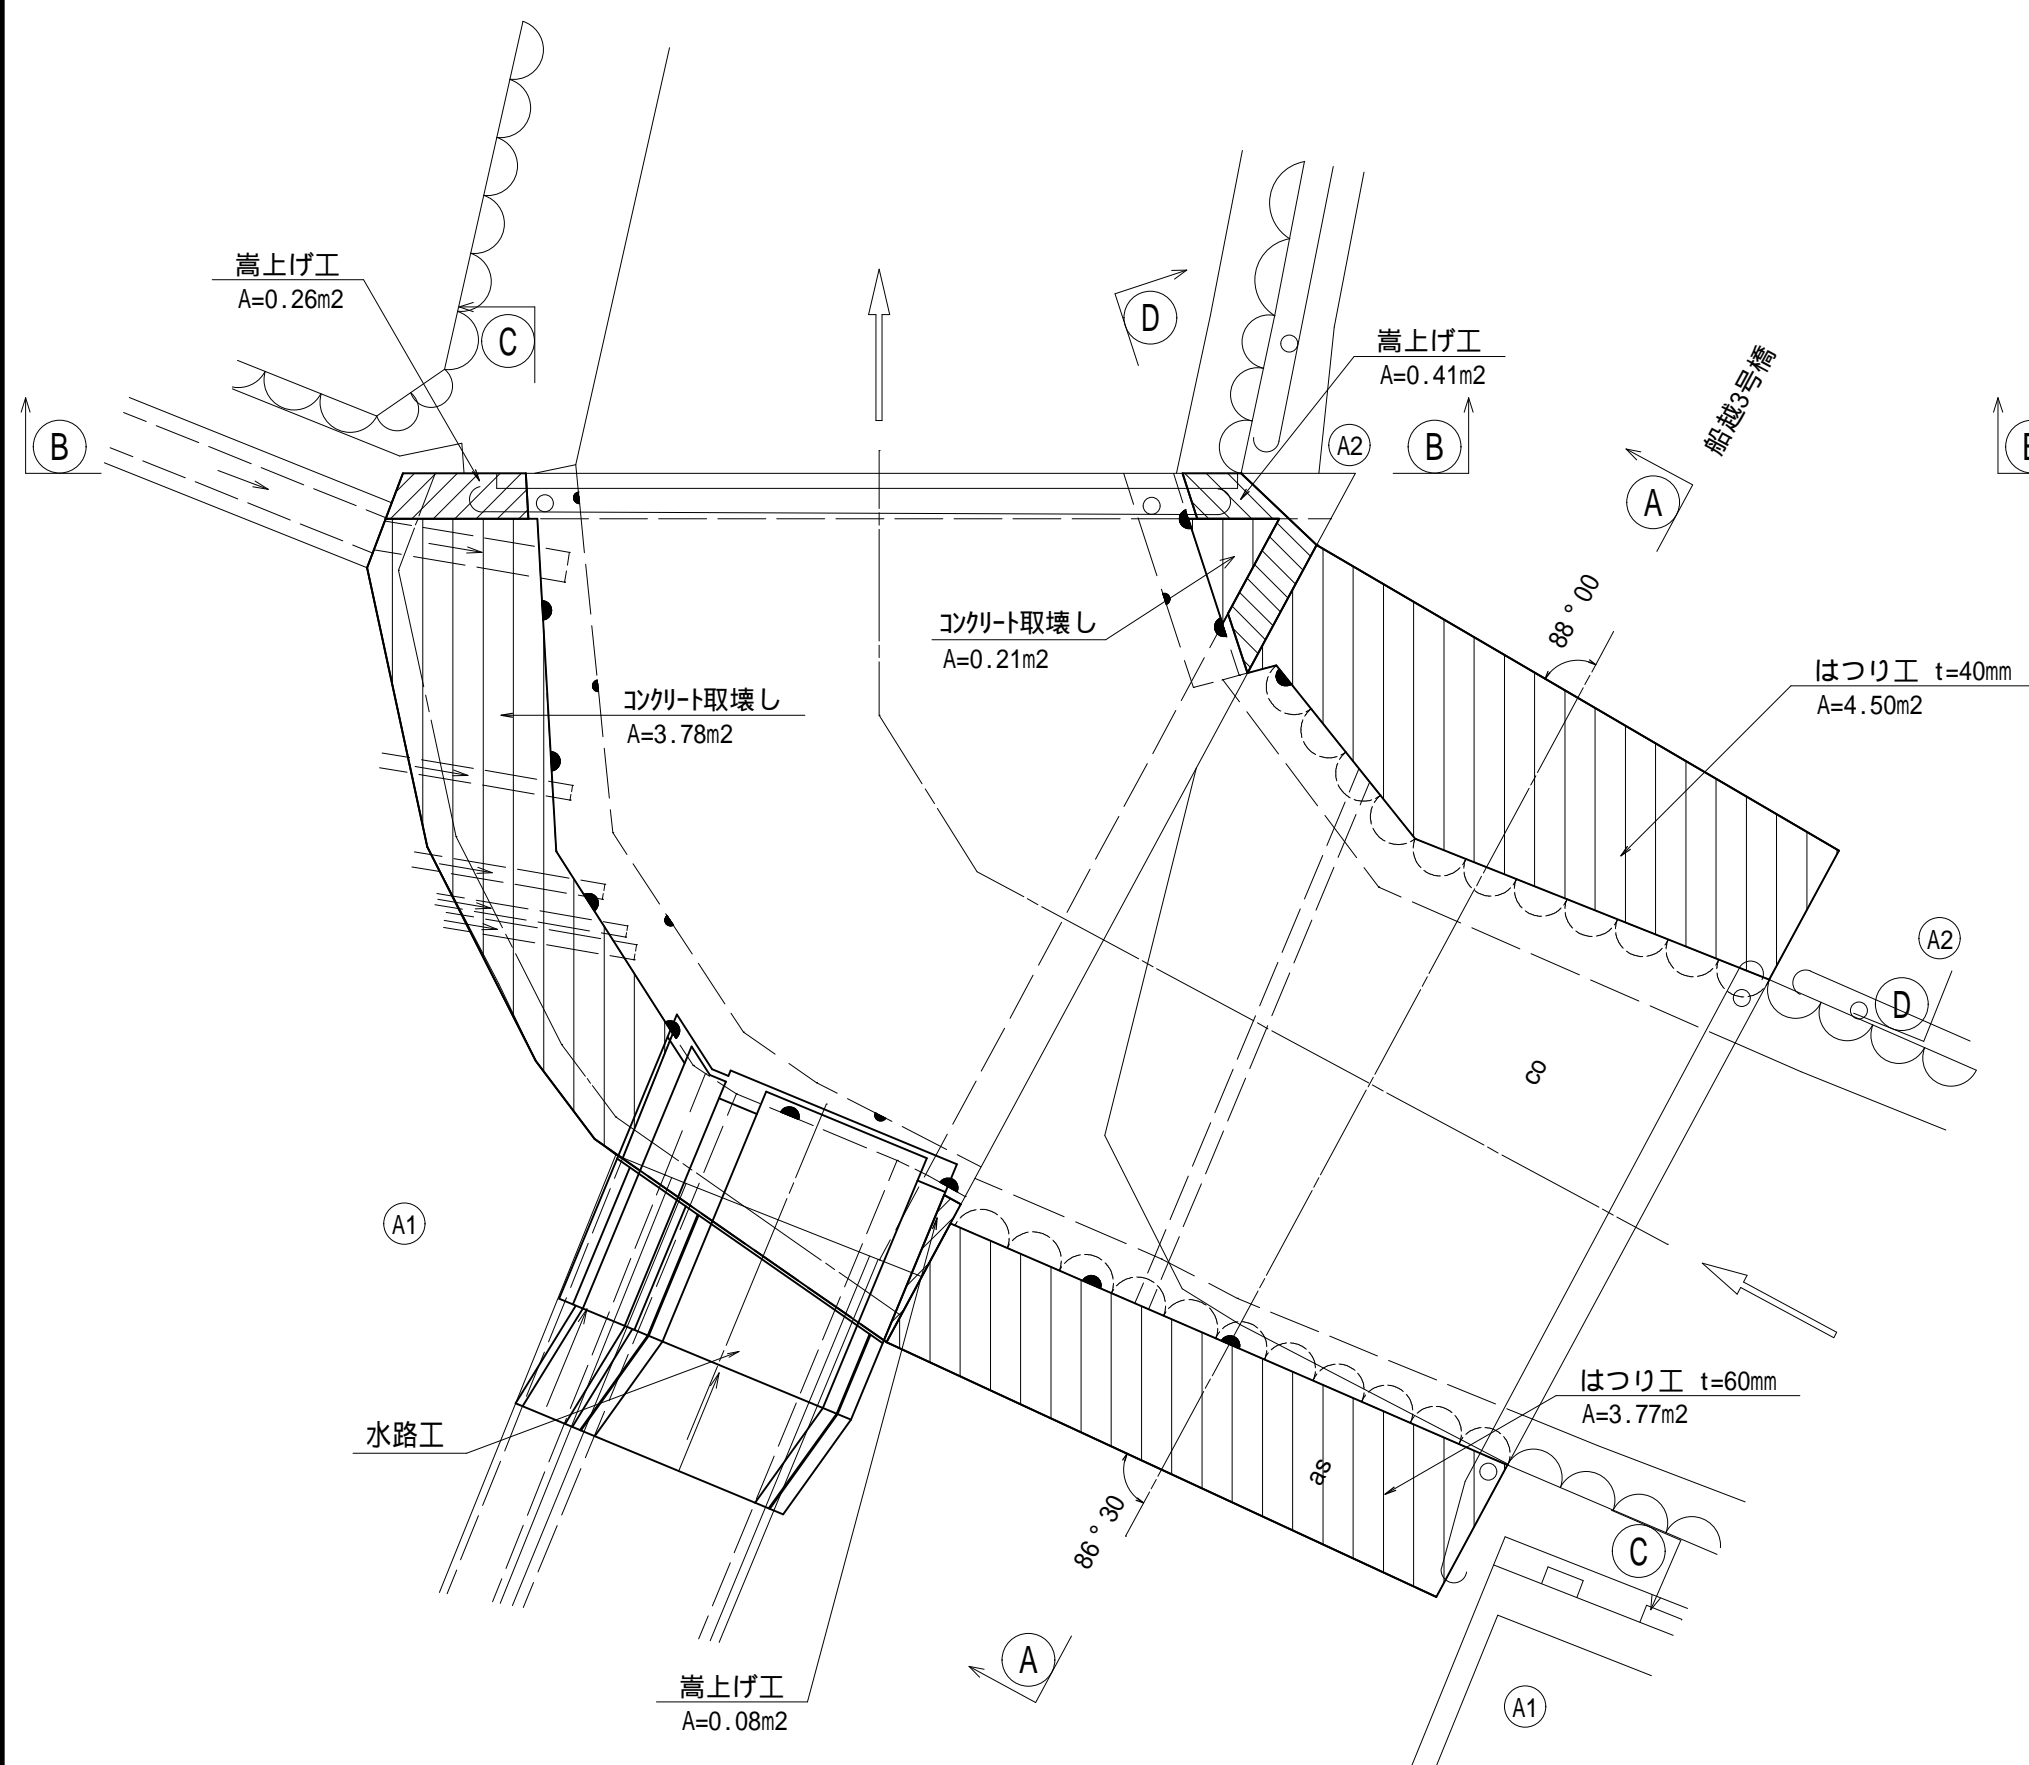 嵩上げ工
A=0.26m2
C
D
嵩上げ工
A=0.41m2
船越3号橋
B
A2
B
A
88°00
コンクリート取壊し
A=0.21m2
はつり工 t=40mm
A=4.50m2
コンクリート取壊し
A=3.78m2
A2
D
co
A1
はつり工 t=60mm
A=3.77m2
水路工
as
86°30
C
A
嵩上げ工
A=0.08m2
A1